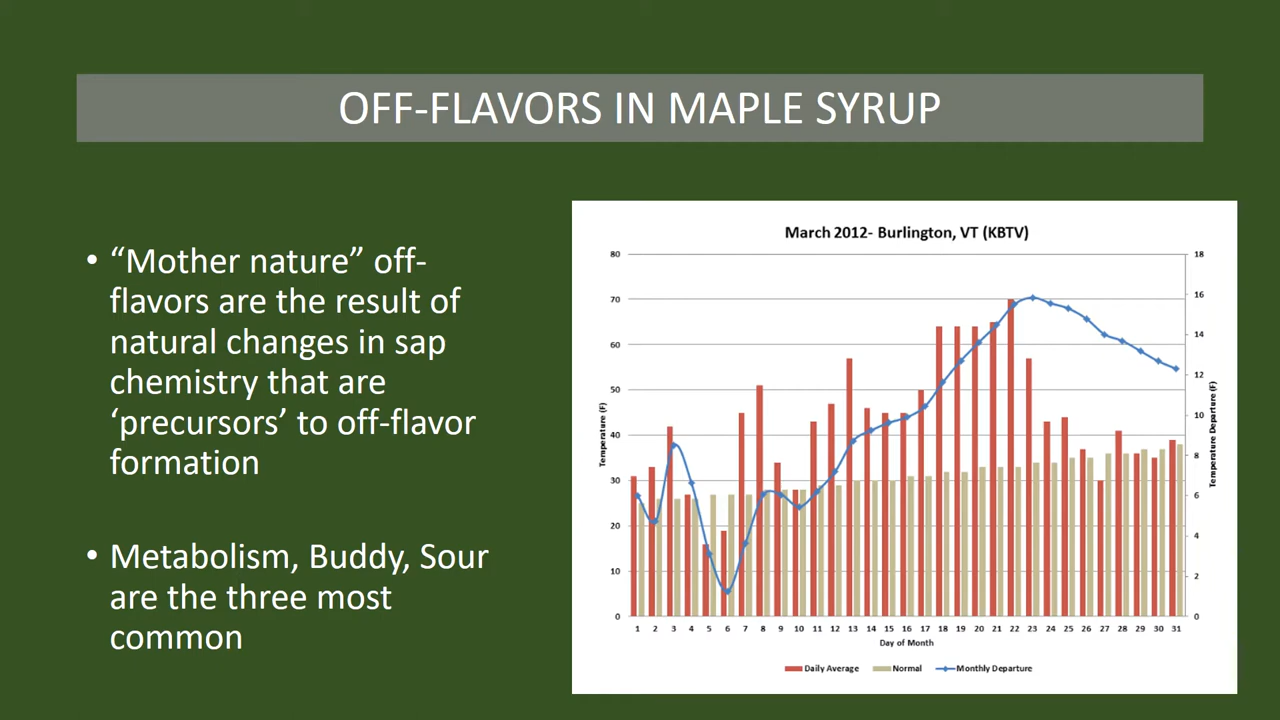 OFF-FLAVORS IN MAPLE SYRUP
• “Mother nature” off-
flavors are the result of
natural changes in sap
chemistry that are
‘precursors’ to off-flavor
formation
• Metabolism, Buddy, Sour
are the three most
common
March 2012- Burlington, VT (KBTV)
80
70
60
50
40
30
20
10
0
Temperature (F)
18
16
14
12
10
8
6
4
2
0
Temperature Departure (F)
1 2 3 4 5 6 7 8 9 10 11 12 13 14 15 16 17 18 19 20 21 22 23 24 25 26 27 28 29 30 31
Day of Month
Daily Average Normal Monthly Departure